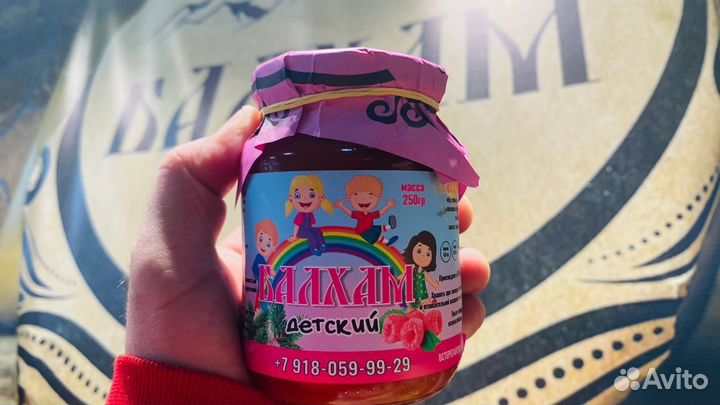 БАЛХАМ
масса
250гр
БАЛХАМ
детский
+7 918-059-99-29
Avito